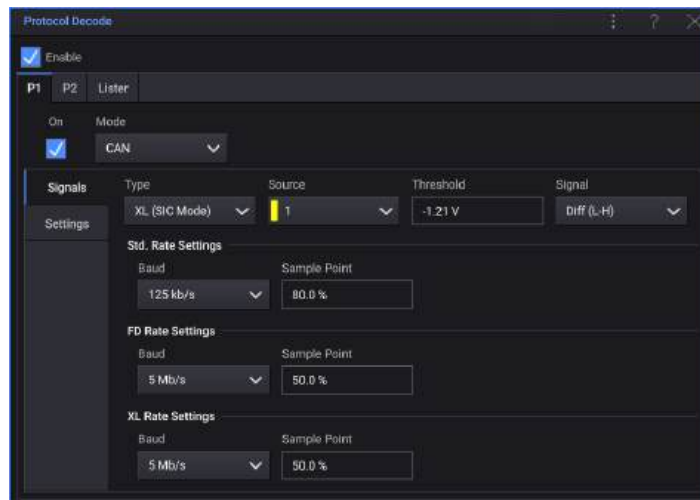 Protocol Decode
Enable
P1 P2 Lister
On Mode
CAN
Signals
Settings
Type Source Threshold Signal
XL (SIC Mode) 1 -1.21 V Diff (L-H)
Std. Rate Settings
Baud Sample Point
125 kb/s 80.0 %
FD Rate Settings
Baud Sample Point
5 Mb/s 50.0 %
XL Rate Settings
Baud Sample Point
5 Mb/s 50.0 %